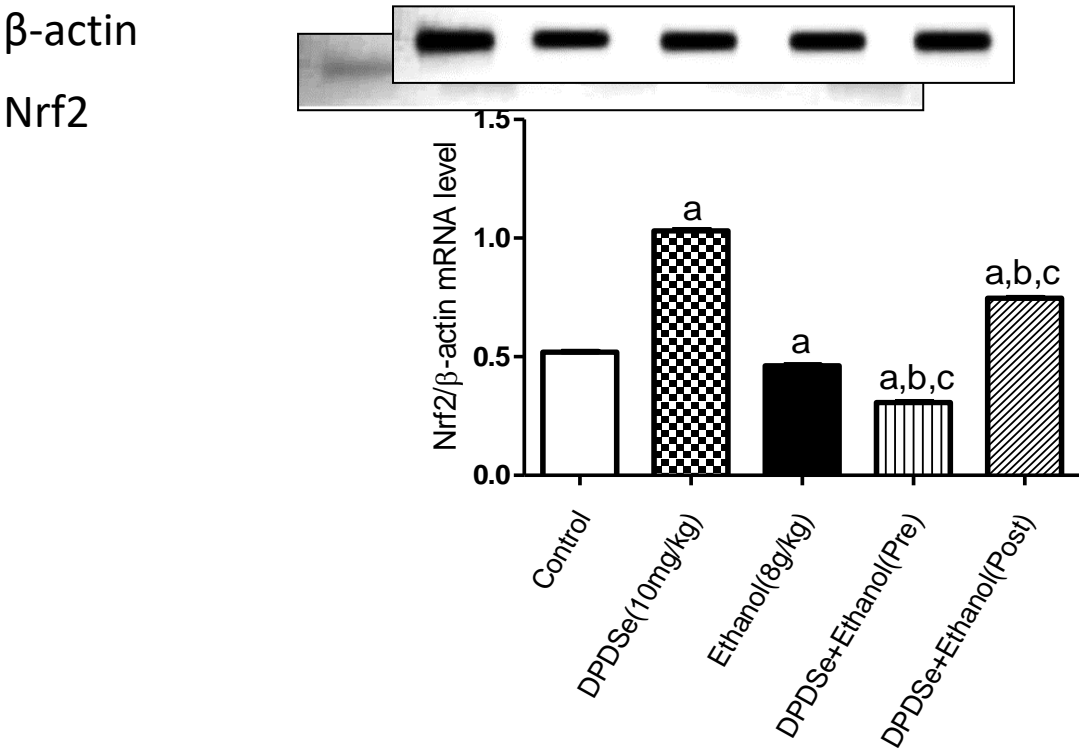 β-actin
Nrf2
Nrf2/β-actin mRNA level
1.5
1.0
0.5
0.0
a
a
a,b,c
a,b,c
Control
DPDSe(10mg/kg)
Ethanol(8g/kg)
DPDSe+Ethanol(Pre)
DPDSe+Ethanol(Post)